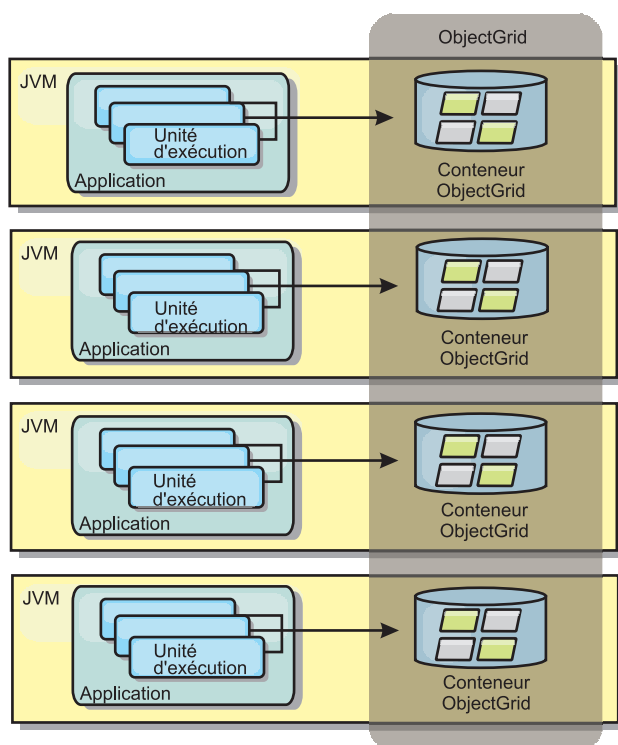 ObjectGrid
JVM
Unité
d'exécution
Application
Conteneur
ObjectGrid
JVM
Unité
d'exécution
Application
Conteneur
ObjectGrid
JVM
Unité
d'exécution
Application
Conteneur
ObjectGrid
JVM
Unité
d'exécution
Application
Conteneur
ObjectGrid